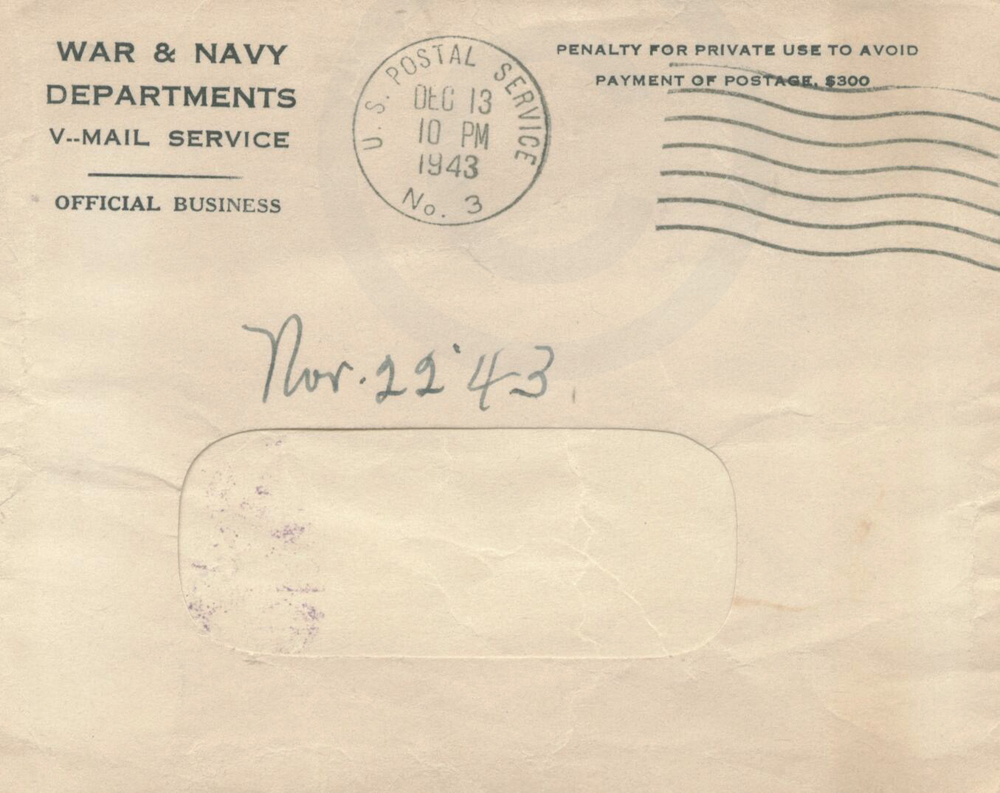 WAR & NAVY
DEPARTMENTS
V--MAIL SERVICE
OFFICIAL BUSINESS
U. S. POSTAL SERVICE
DEC 13
10 PM
1943
No. 3
PENALTY FOR PRIVATE USE TO AVOID
PAYMENT OF POSTAGE, $300
Nov. 22 '43